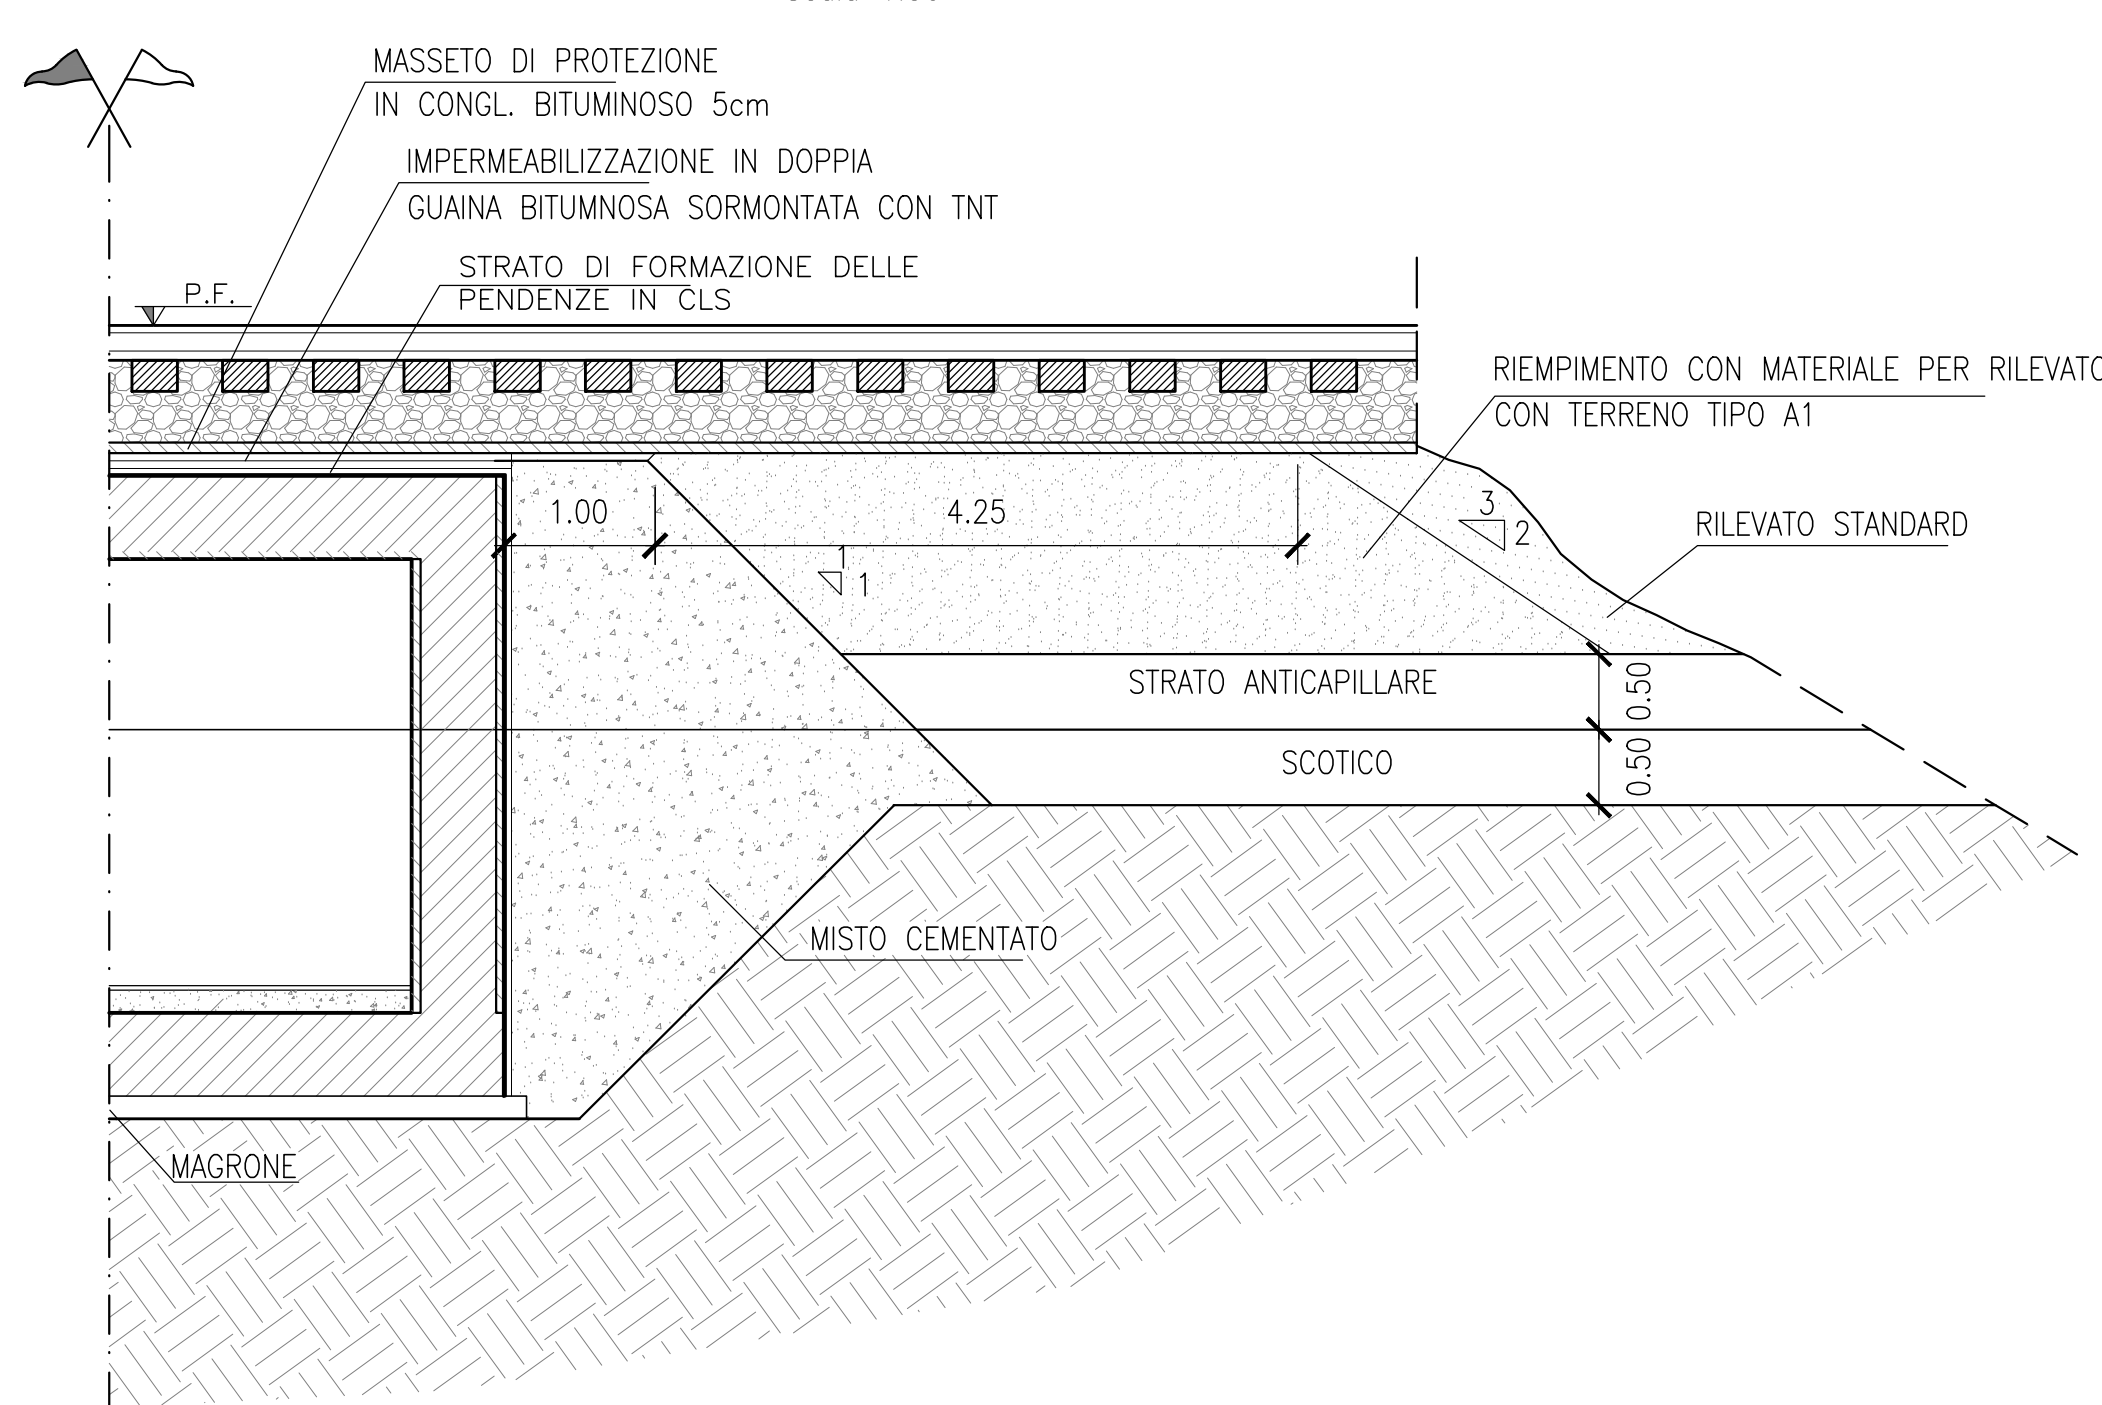 MASSETO DI PROTEZIONE
IN CONGL. BITUMINOSO 5cm
IMPERMEABILIZZAZIONE IN DOPPIA
GUAINA BITUMNOSA SORMONTATA CON TNT
STRATO DI FORMAZIONE DELLE
PENDENZE IN CLS
P.F.
RIEMPIMENTO CON MATERIALE PER RILEVATO
CON TERRENO TIPO A1
1.00
4.25
3
2
RILEVATO STANDARD
1
1
STRATO ANTICAPILLARE
0.50
SCOTICO
0.50
MISTO CEMENTATO
MAGRONE